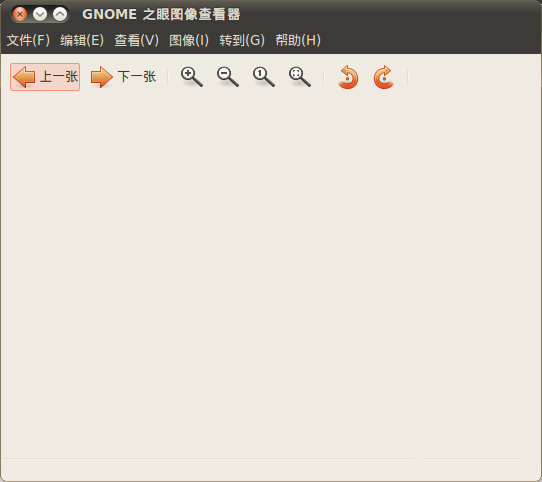 GNOME 之眼图像查看器
文件(F) 编辑(E) 查看(V) 图像(I) 转到(G) 帮助(H)
上一张 下一张 1